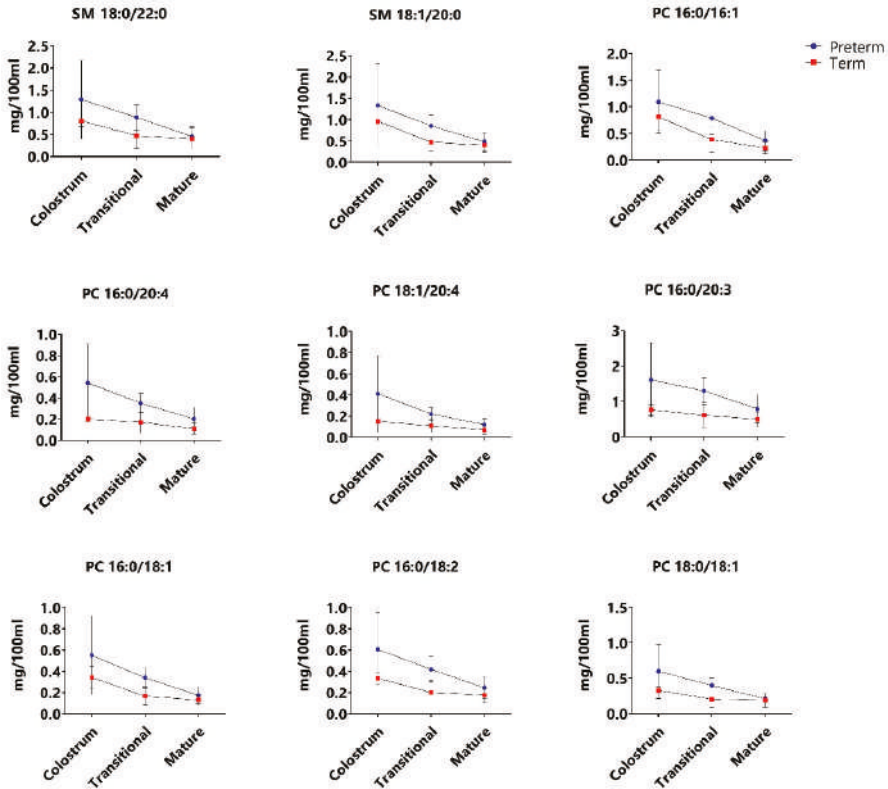 SM 18:0/22:0
SM 18:1/20:0
PC 16:0/16:1
Preterm
Term
mg/100ml
2.5
2.0
1.5
1.0
0.5
0.0
Colostrum
Transitional
Mature
mg/100ml
2.5
2.0
1.5
1.0
0.5
0.0
Colostrum
Transitional
Mature
mg/100ml
2.0
1.5
1.0
0.5
0.0
Colostrum
Transitional
Mature
PC 16:0/20:4
PC 18:1/20:4
PC 16:0/20:3
mg/100ml
1.0
0.8
0.6
0.4
0.2
0.0
Colostrum
Transitional
Mature
mg/100ml
1.0
0.8
0.6
0.4
0.2
0.0
Colostrum
Transitional
Mature
mg/100ml
3
2
1
0
Colostrum
Transitional
Mature
PC 16:0/18:1
PC 16:0/18:2
PC 18:0/18:1
mg/100ml
1.0
0.8
0.6
0.4
0.2
0.0
Colostrum
Transitional
Mature
mg/100ml
1.0
0.8
0.6
0.4
0.2
0.0
Colostrum
Transitional
Mature
mg/100ml
1.5
1.0
0.5
0.0
Colostrum
Transitional
Mature